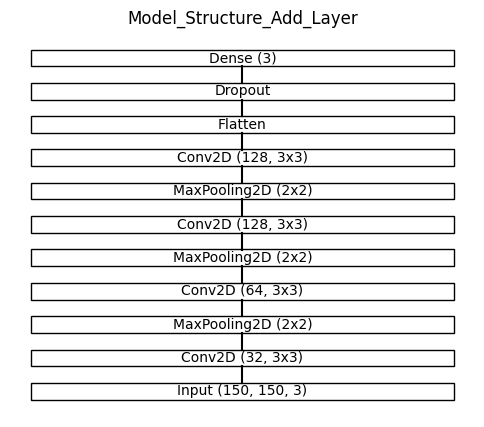 Model_Structure_Add_Layer
Dense (3)
Dropout
Flatten
Conv2D (128, 3x3)
MaxPooling2D (2x2)
Conv2D (128, 3x3)
MaxPooling2D (2x2)
Conv2D (64, 3x3)
MaxPooling2D (2x2)
Conv2D (32, 3x3)
Input (150, 150, 3)